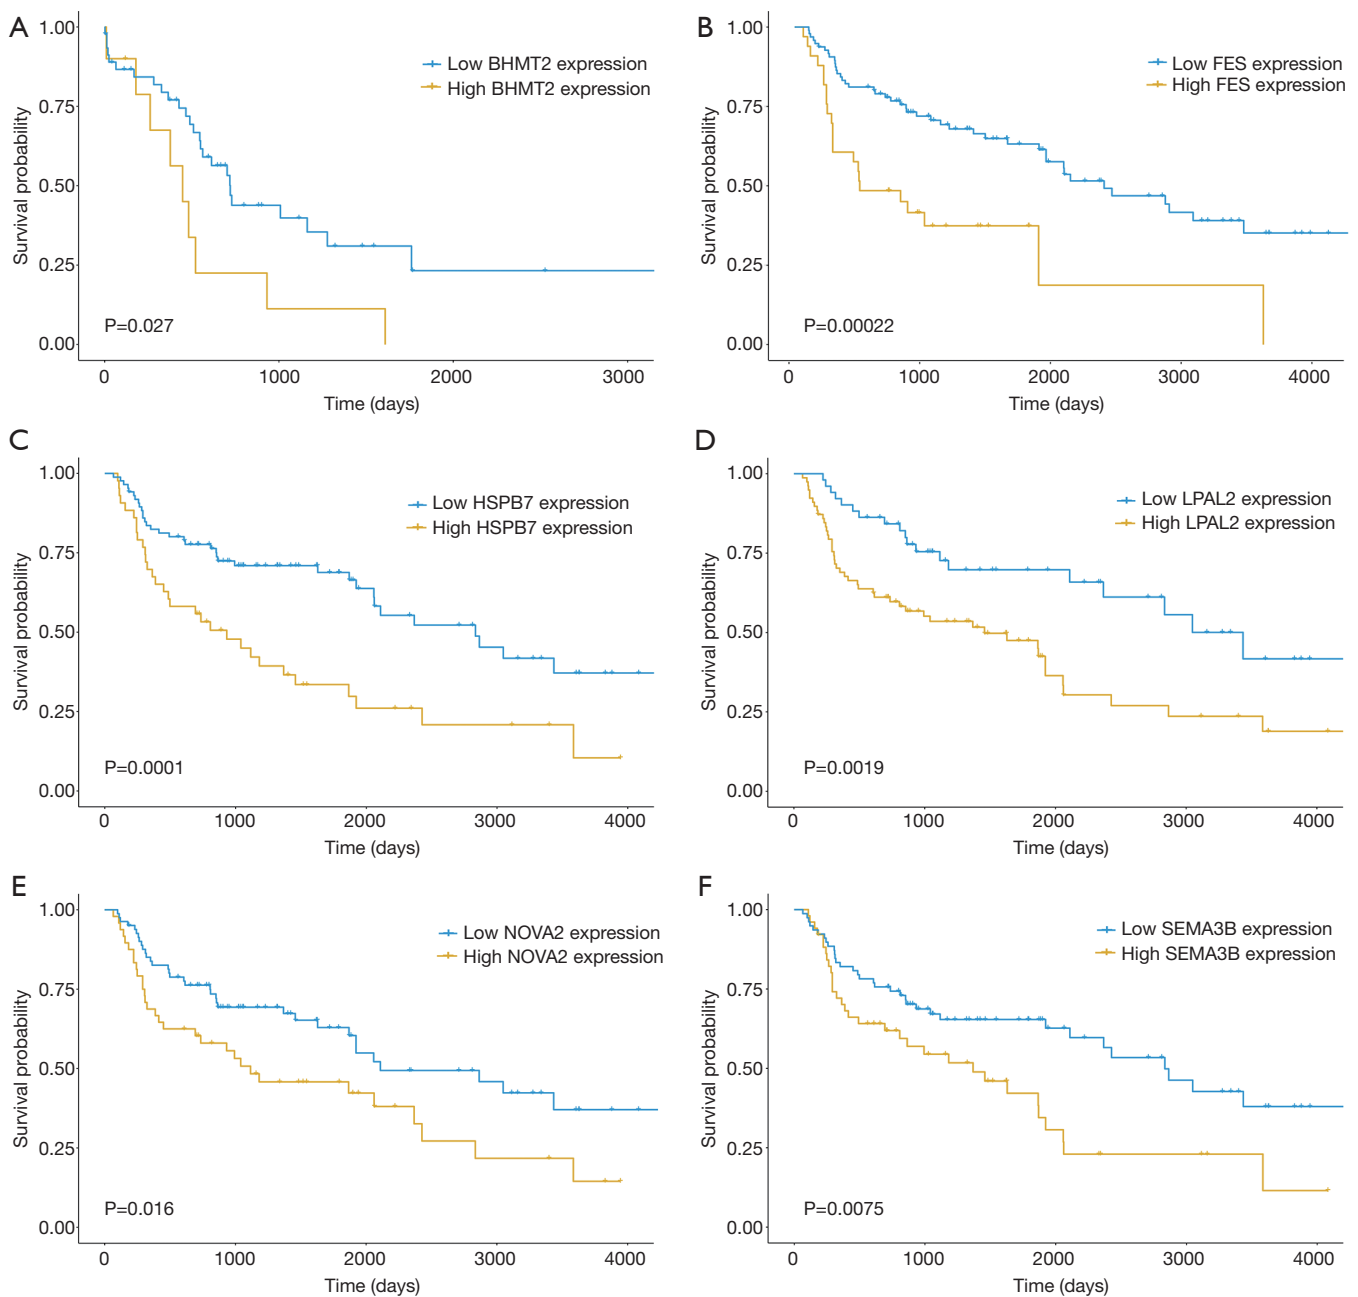 A
1.00
0.75
0.50
0.25
0.00
Survival probability
Low BHMT2 expression
High BHMT2 expression
P=0.027
0 1000 2000 3000
Time (days)
B
1.00
0.75
0.50
0.25
0.00
Survival probability
Low FES expression
High FES expression
P=0.00022
0 1000 2000 3000 4000
Time (days)
C
1.00
0.75
0.50
0.25
0.00
Survival probability
Low HSPB7 expression
High HSPB7 expression
P=0.0001
0 1000 2000 3000 4000
Time (days)
D
1.00
0.75
0.50
0.25
0.00
Survival probability
Low LPAL2 expression
High LPAL2 expression
P=0.0019
0 1000 2000 3000 4000
Time (days)
E
1.00
0.75
0.50
0.25
0.00
Survival probability
Low NOVA2 expression
High NOVA2 expression
P=0.016
0 1000 2000 3000 4000
Time (days)
F
1.00
0.75
0.50
0.25
0.00
Survival probability
Low SEMA3B expression
High SEMA3B expression
P=0.0075
0 1000 2000 3000 4000
Time (days)